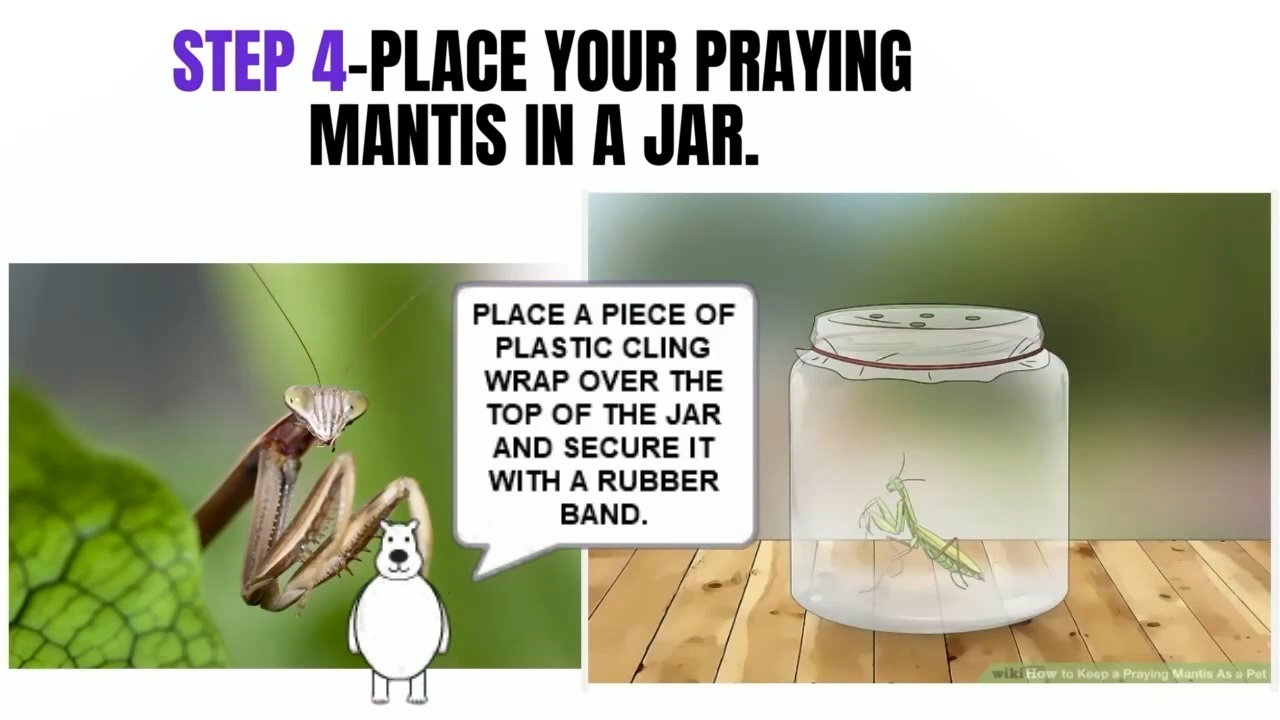 STEP 4-PLACE YOUR PRAYING
MANTIS IN A JAR.
PLACE A PIECE OF
PLASTIC CLING
WRAP OVER THE
TOP OF THE JAR
AND SECURE IT
WITH A RUBBER
BAND.
wikiHow to Keep a Praying Mantis As a Pet